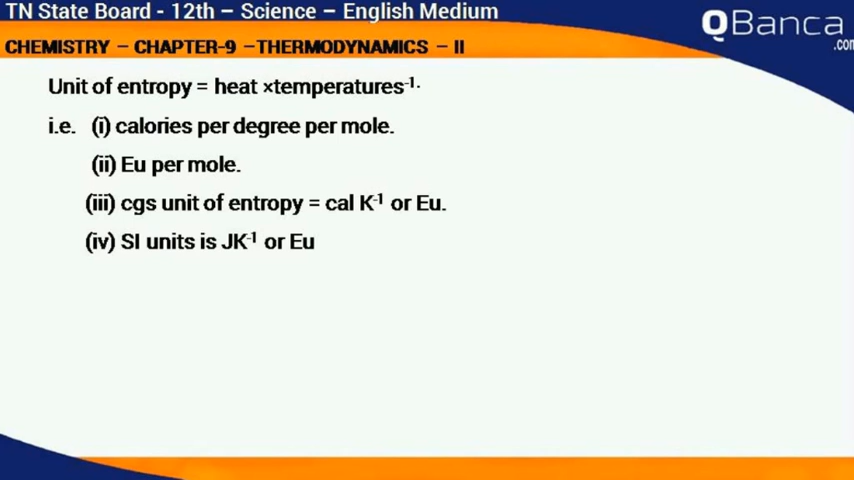 TN State Board - 12th – Science – English Medium
QBanca
.com
CHEMISTRY – CHAPTER-9 –THERMODYNAMICS – II
Unit of entropy = heat ×temperatures⁻¹.
i.e. (i) calories per degree per mole.
(ii) Eu per mole.
(iii) cgs unit of entropy = cal K⁻¹ or Eu.
(iv) SI units is JK⁻¹ or Eu